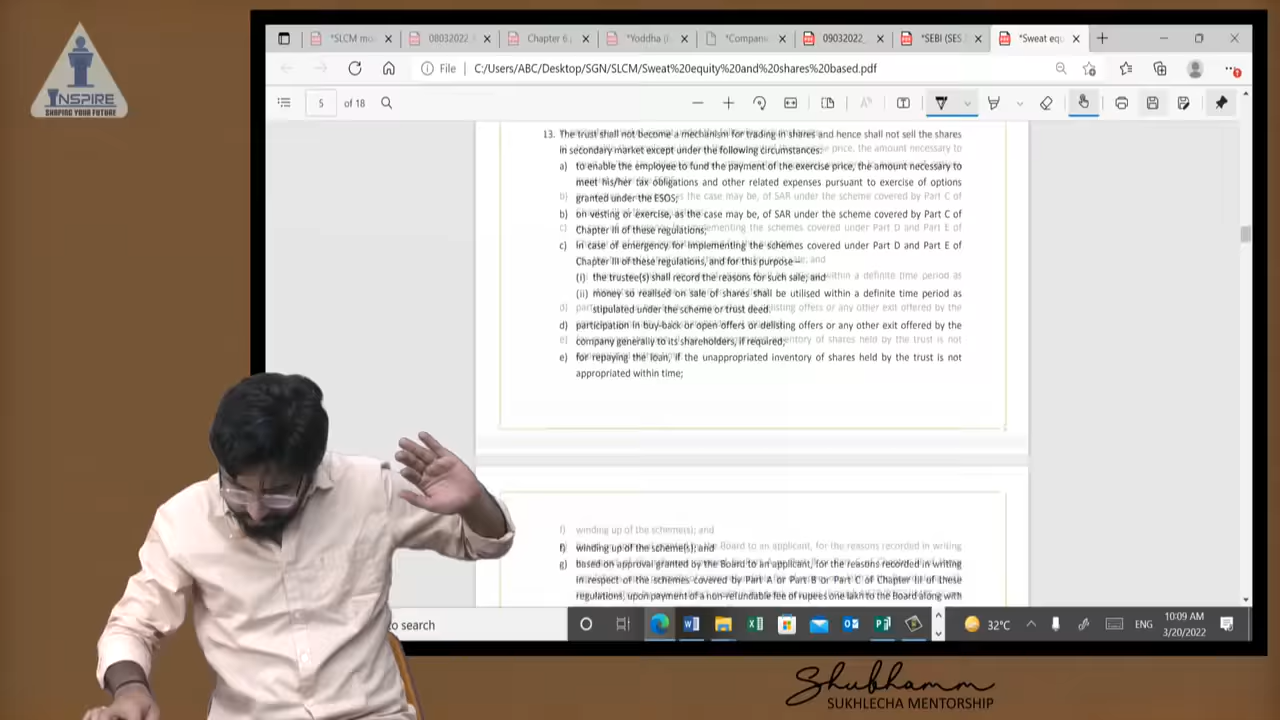 INSPIRE
SHAPING YOUR FUTURE
*SLCM mo
08032022.
Chapter 6
*Yoddha (
*Compani
09032022_
*SEBI (SES
*Sweat equ
File
C:/Users/ABC/Desktop/SGN/SLCM/Sweat%20equity%20and%20shares%20based.pdf
5 of 18
13. The trust shall not become a mechanism for trading in shares and hence shall not sell the shares
in secondary market except under the following circumstances:
a) to enable the employee to fund the payment of the exercise price, the amount necessary to
meet his/her tax obligations and other related expenses pursuant to exercise of options
granted under the ESOS;
b) on vesting or exercise, as the case may be, of SAR under the scheme covered by Part C of
Chapter III of these regulations;
c) In case of emergency for implementing the schemes covered under Part D and Part E of
Chapter III of these regulations, and for this purpose –
(i) the trustee(s) shall record the reasons for such sale; and
(ii) money so realised on sale of shares shall be utilised within a definite time period as
stipulated under the scheme or trust deed.
d) participation in buy-back or open offers or delisting offers or any other exit offered by the
company generally to its shareholders, if required;
e) for repaying the loan, if the unappropriated inventory of shares held by the trust is not
appropriated within time;
f) winding up of the scheme(s); and
g) based on approval granted by the Board to an applicant, for the reasons recorded in writing
in respect of the schemes covered by Part A or Part B or Part C of Chapter III of these
regulations, upon payment of a non-refundable fee of rupees one lakh to the Board along with
o search
32°C
ENG
10:09 AM
3/20/2022
Shubhamm
SUKHLECHA MENTORSHIP